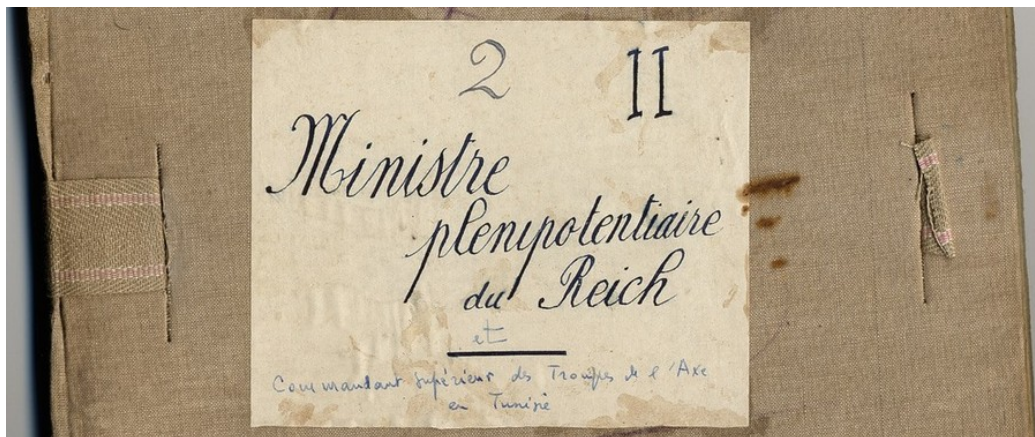 2 II
Ministre
plenipotentiaire
du Reich
et
Commandant Supérieur des Troupes de l'Axe
en Tunisie